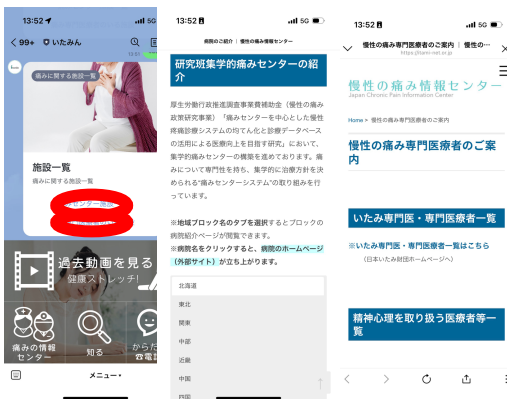 13:52
5G
< 99+ いたみん
痛みに関する施設一覧
施設一覧
痛みに関する施設一覧
センター施設
過去動画を見る
健康ストレッチ!
痛みの情報
センター
知る
からだ
電話
メニュー
13:52
5G
病院のご紹介 | 慢性の痛み情報センター
研究班集学的痛みセンターの紹
介
厚生労働行政推進調査事業費補助金(慢性の痛み
政策研究事業)「痛みセンターを中心とした慢性
疼痛診療システムの均てん化と診療データベース
の活用による医療向上を目指す研究」において、
集学的痛みセンターの構築を進めております。痛
みについて専門性を持ち、集学的に治療方針を決
められる“痛みセンターシステム”の取り組みを行
っています。
※地域ブロック名のタブを選択するとブロックの
病院紹介ページが閲覧できます。
※病院名をクリックすると、病院のホームページ
(外部サイト)が立ち上がります。
北海道
東北
関東
中部
近畿
中国
四国
13:52
5G
慢性の痛み専門医療者のご案内 | 慢性の…
慢性の痛み情報センター
Japan Chronic Pain Information Center
Home > 慢性の痛み専門医療者のご案内
慢性の痛み専門医療者のご案
内
いたみ専門医・専門医療者一覧
※いたみ専門医・専門医療者一覧はこちら
(日本いたみ財団ホームページへ)
精神心理を取り扱う医療者等一
覧